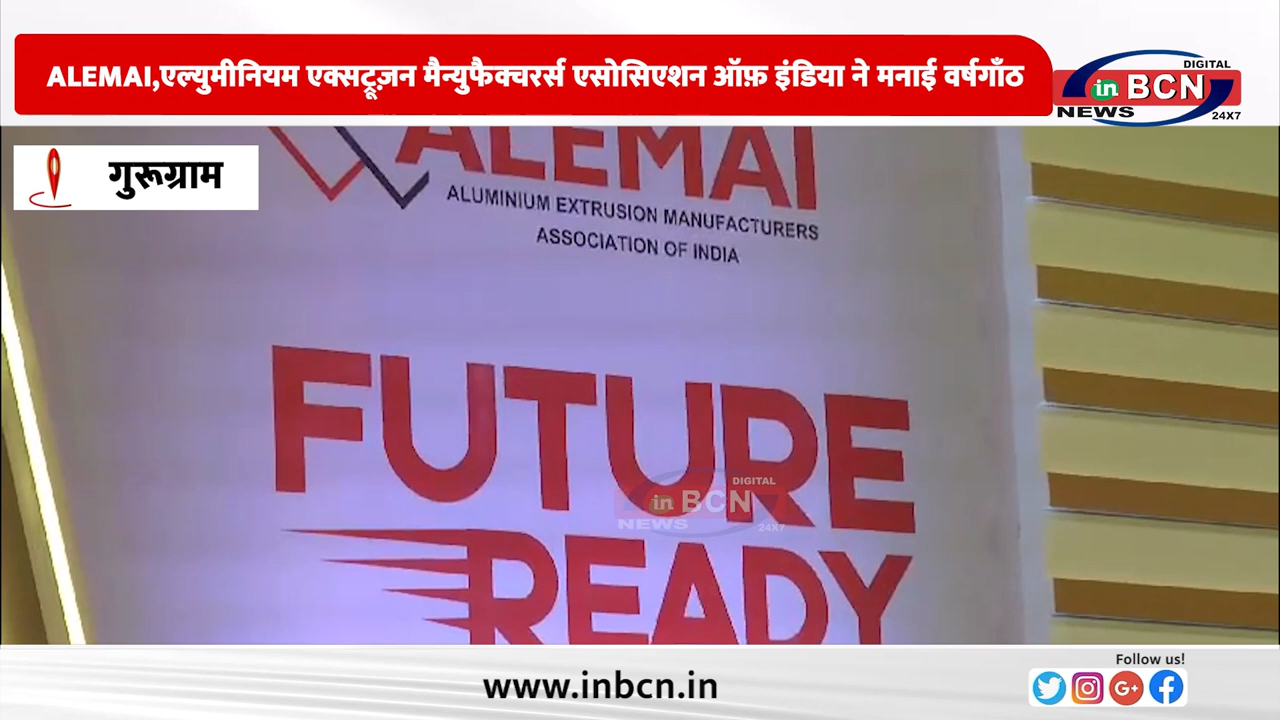 ALEMAI,एल्युमीनियम एक्सट्रूज़न मैन्युफैक्चरर्स एसोसिएशन ऑफ़ इंडिया ने मनाई वर्षगाँठ
DIGITAL
in BCN
NEWS 24X7
गुरूग्राम
ALEMAI
ALUMINIUM EXTRUSION MANUFACTURERS
ASSOCIATION OF INDIA
FUTURE
READY
DIGITAL
in BCN
NEWS 24X7
Follow us!
www.inbcn.in